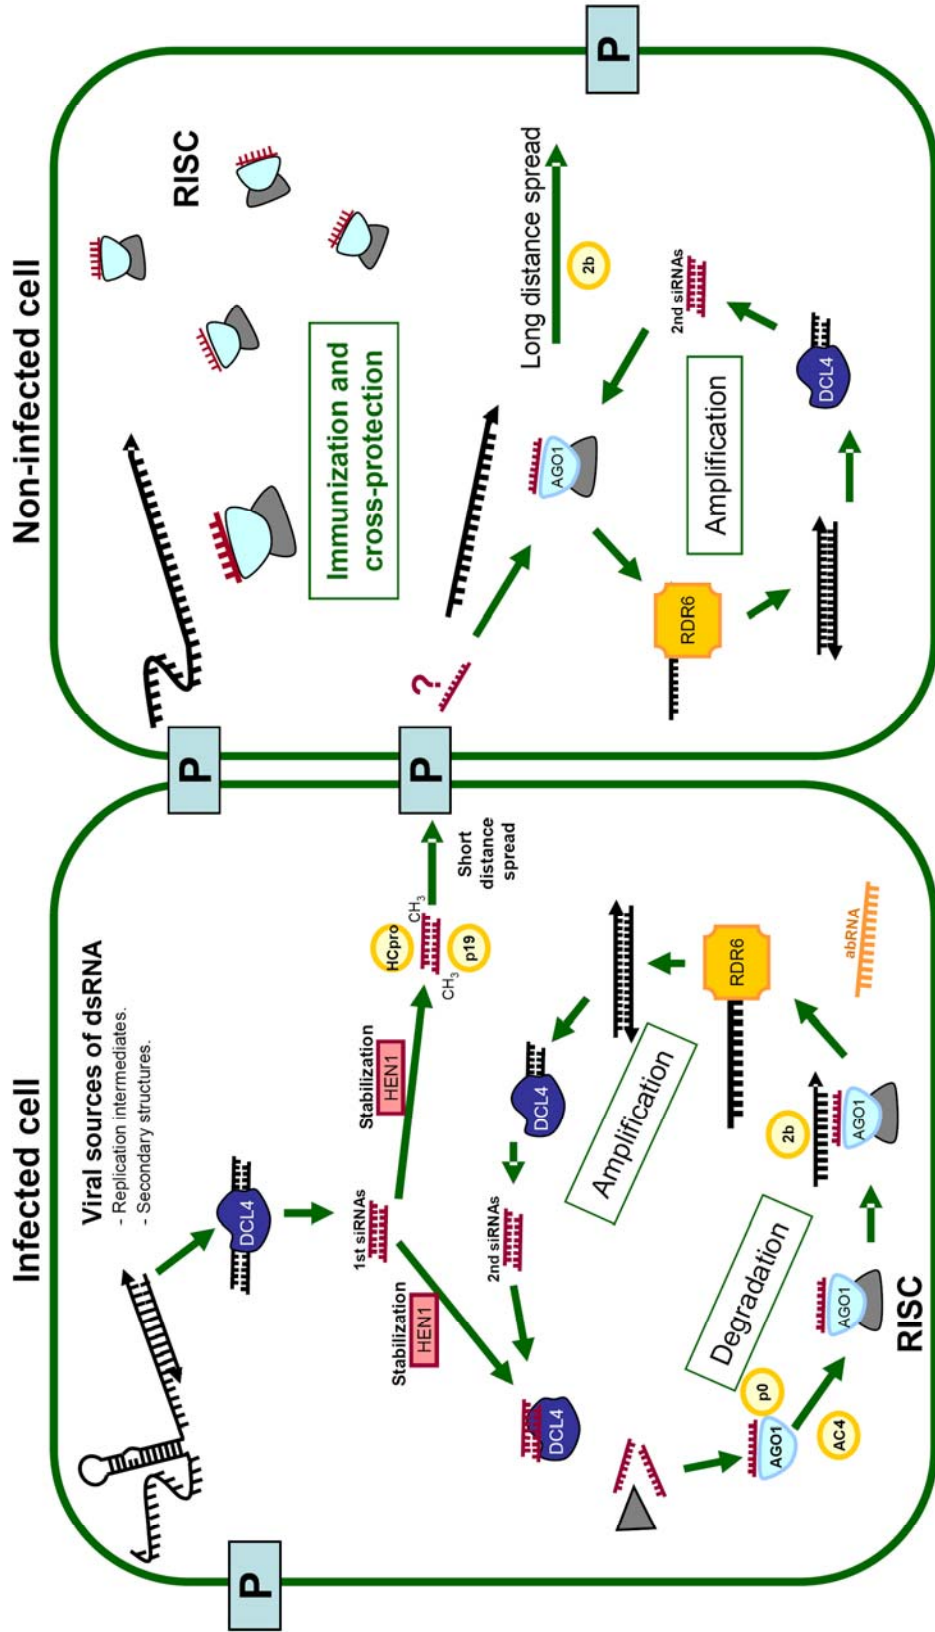 Infected cell
Viral sources of dsRNA
- Replication intermediates.
- Secondary structures.
P
DCL4
1st siRNAs
Stabilization
HEN1
Stabilization
HEN1
HCpro
CH3
CH3
p19
Short
distance
spread
2nd siRNAs
DCL4
DCL4
Amplification
RDR6
abRNA
Degradation
2b
AGO1
p0
AGO1
AC4
AGO1
RISC
Non-infected cell
P
P
RISC
Immunization and
cross-protection
?
Long distance spread
2b
AGO1
2nd siRNAs
Amplification
RDR6
DCL4
P